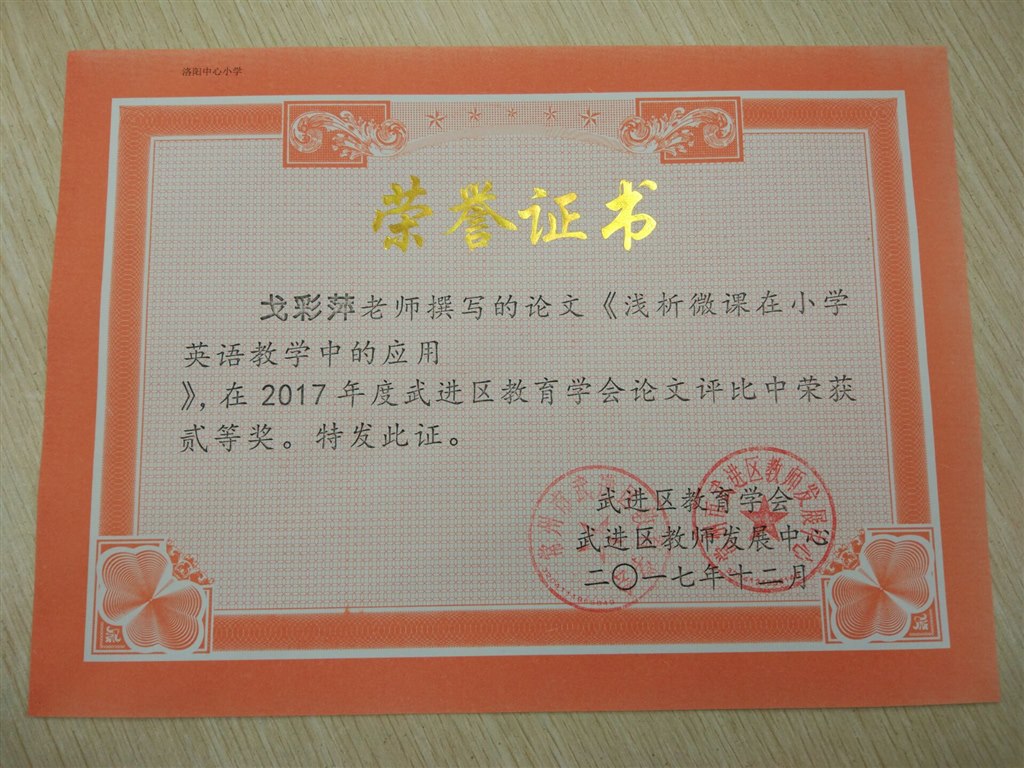 洛阳中心小学
荣誉证书
戈彩萍老师撰写的论文《浅析微课在小学
英语教学中的应用
》，在2017年度武进区教育学会论文评比中荣获
贰等奖。特发此证。
武进区教育学会
武进区教师发展中心
二〇一七年十二月